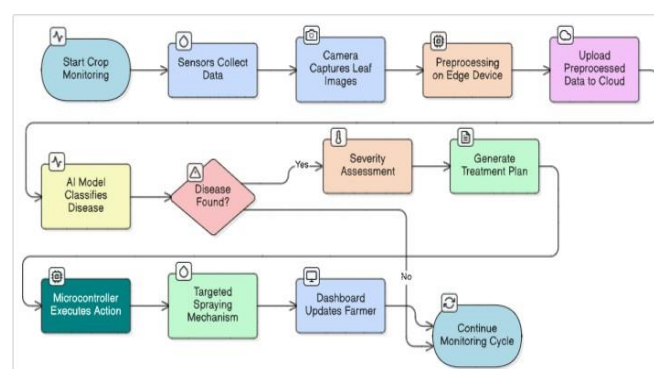 Start Crop
Monitoring
Sensors Collect
Data
Camera
Captures Leaf
Images
Preprocessing
on Edge Device
Upload
Preprocessed
Data to Cloud
AI Model
Classifies
Disease
Disease
Found?
Yes
Severity
Assessment
Generate
Treatment Plan
No
Microcontroller
Executes Action
Targeted
Spraying
Mechanism
Dashboard
Updates Farmer
Continue
Monitoring Cycle